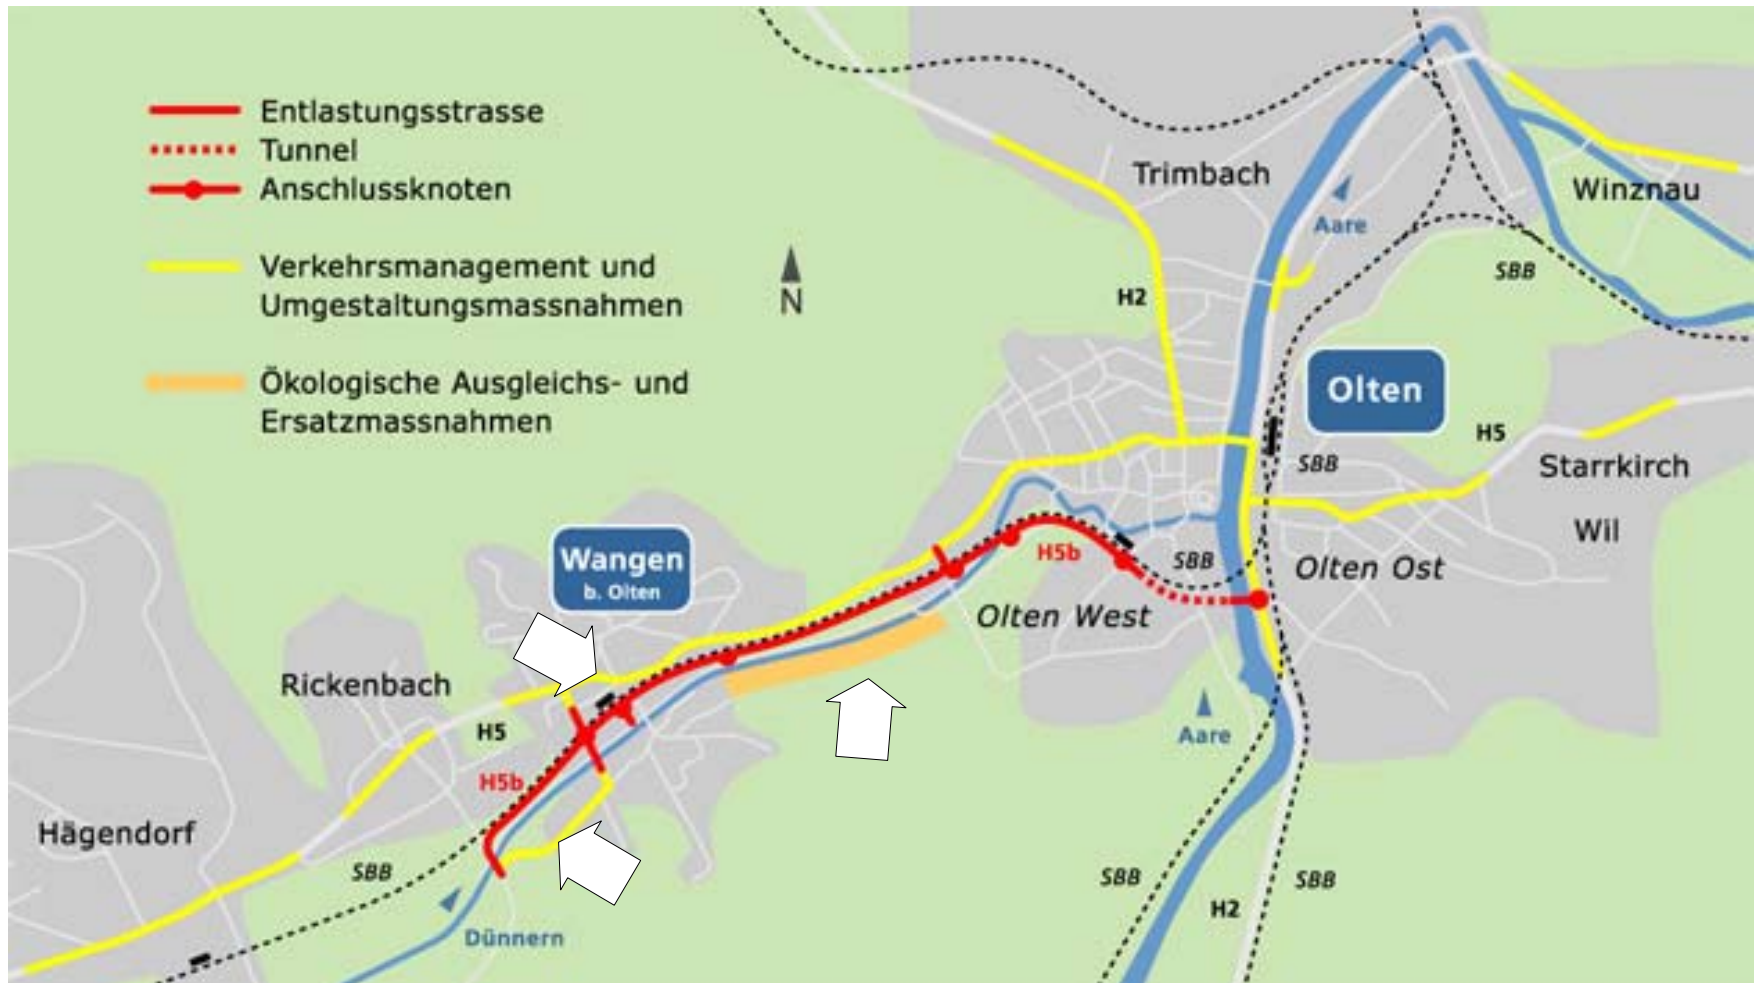 Entlastungsstrasse
Tunnel
Anschlussknoten
Verkehrsmanagement und
Umgestaltungsmassnahmen
Ökologische Ausgleichs- und
Ersatzmassnahmen
N
Trimbach
Winznau
Aare
SBB
H2
Olten
H5
SBB
Starrkirch
Wil
Wangen
b. Olten
H5b
SBB
Olten Ost
Olten West
Rickenbach
H5
Aare
H5b
Hägendorf
SBB
SBB
SBB
H2
Dünnern